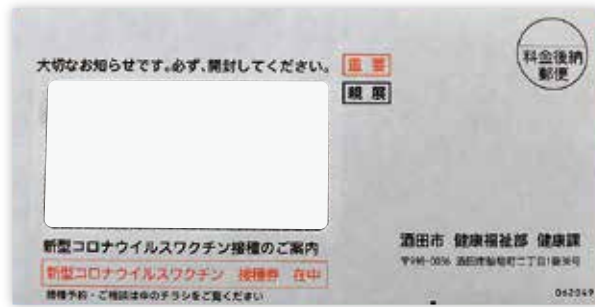 大切なお知らせです。必ず、開封してください。
重要
親展
料金後納
郵便
新型コロナウイルスワクチン接種のご案内
新型コロナウイルスワクチン 接種券 在中
接種予約・ご相談は中のチラシをご覧ください
酒田市 健康福祉部 健康課
062049